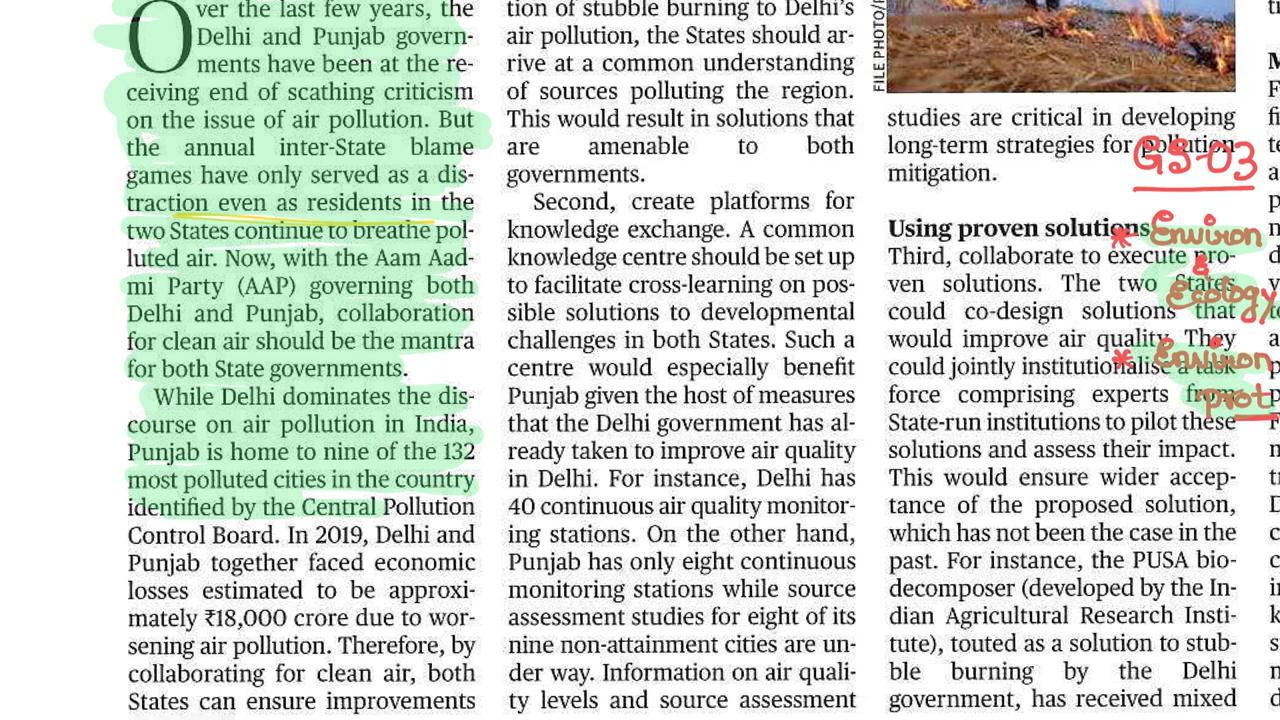 Over the last few years, the
Delhi and Punjab govern-
ments have been at the re-
ceiving end of scathing criticism
on the issue of air pollution. But
the annual inter-State blame
games have only served as a dis-
traction even as residents in the
two States continue to breathe pol-
luted air. Now, with the Aam Aad-
mi Party (AAP) governing both
Delhi and Punjab, collaboration
for clean air should be the mantra
for both State governments.
While Delhi dominates the dis-
course on air pollution in India,
Punjab is home to nine of the 132
most polluted cities in the country
identified by the Central Pollution
Control Board. In 2019, Delhi and
Punjab together faced economic
losses estimated to be approxi-
mately ₹18,000 crore due to wor-
sening air pollution. Therefore, by
collaborating for clean air, both
States can ensure improvements
tion of stubble burning to Delhi's
air pollution, the States should ar-
rive at a common understanding
of sources polluting the region.
This would result in solutions that
are amenable to both
governments.
Second, create platforms for
knowledge exchange. A common
knowledge centre should be set up
to facilitate cross-learning on pos-
sible solutions to developmental
challenges in both States. Such a
centre would especially benefit
Punjab given the host of measures
that the Delhi government has al-
ready taken to improve air quality
in Delhi. For instance, Delhi has
40 continuous air quality monitor-
ing stations. On the other hand,
Punjab has only eight continuous
monitoring stations while source
assessment studies for eight of its
nine non-attainment cities are un-
der way. Information on air quali-
ty levels and source assessment
FILE PHOTO/
studies are critical in developing
long-term strategies for pollution
mitigation.
Using proven solutions
Third, collaborate to execute pro-
ven solutions. The two States
could co-design solutions that
would improve air quality. They
could jointly institutionalise a task
force comprising experts from
State-run institutions to pilot these
solutions and assess their impact.
This would ensure wider accep-
tance of the proposed solution,
which has not been the case in the
past. For instance, the PUSA bio-
decomposer (developed by the In-
dian Agricultural Research Insti-
tute), touted as a solution to stub-
ble burning by the Delhi
government, has received mixed
GS-03
* Environ
&
Ecology
* Environ
prot